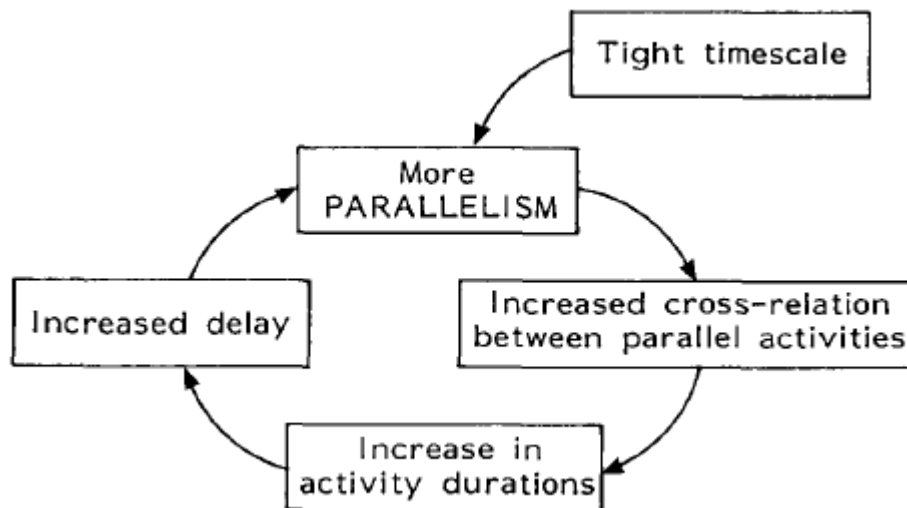 Tight timescale
More
PARALLELISM
Increased cross-relation
between parallel activities
Increased delay
Increase in
activity durations